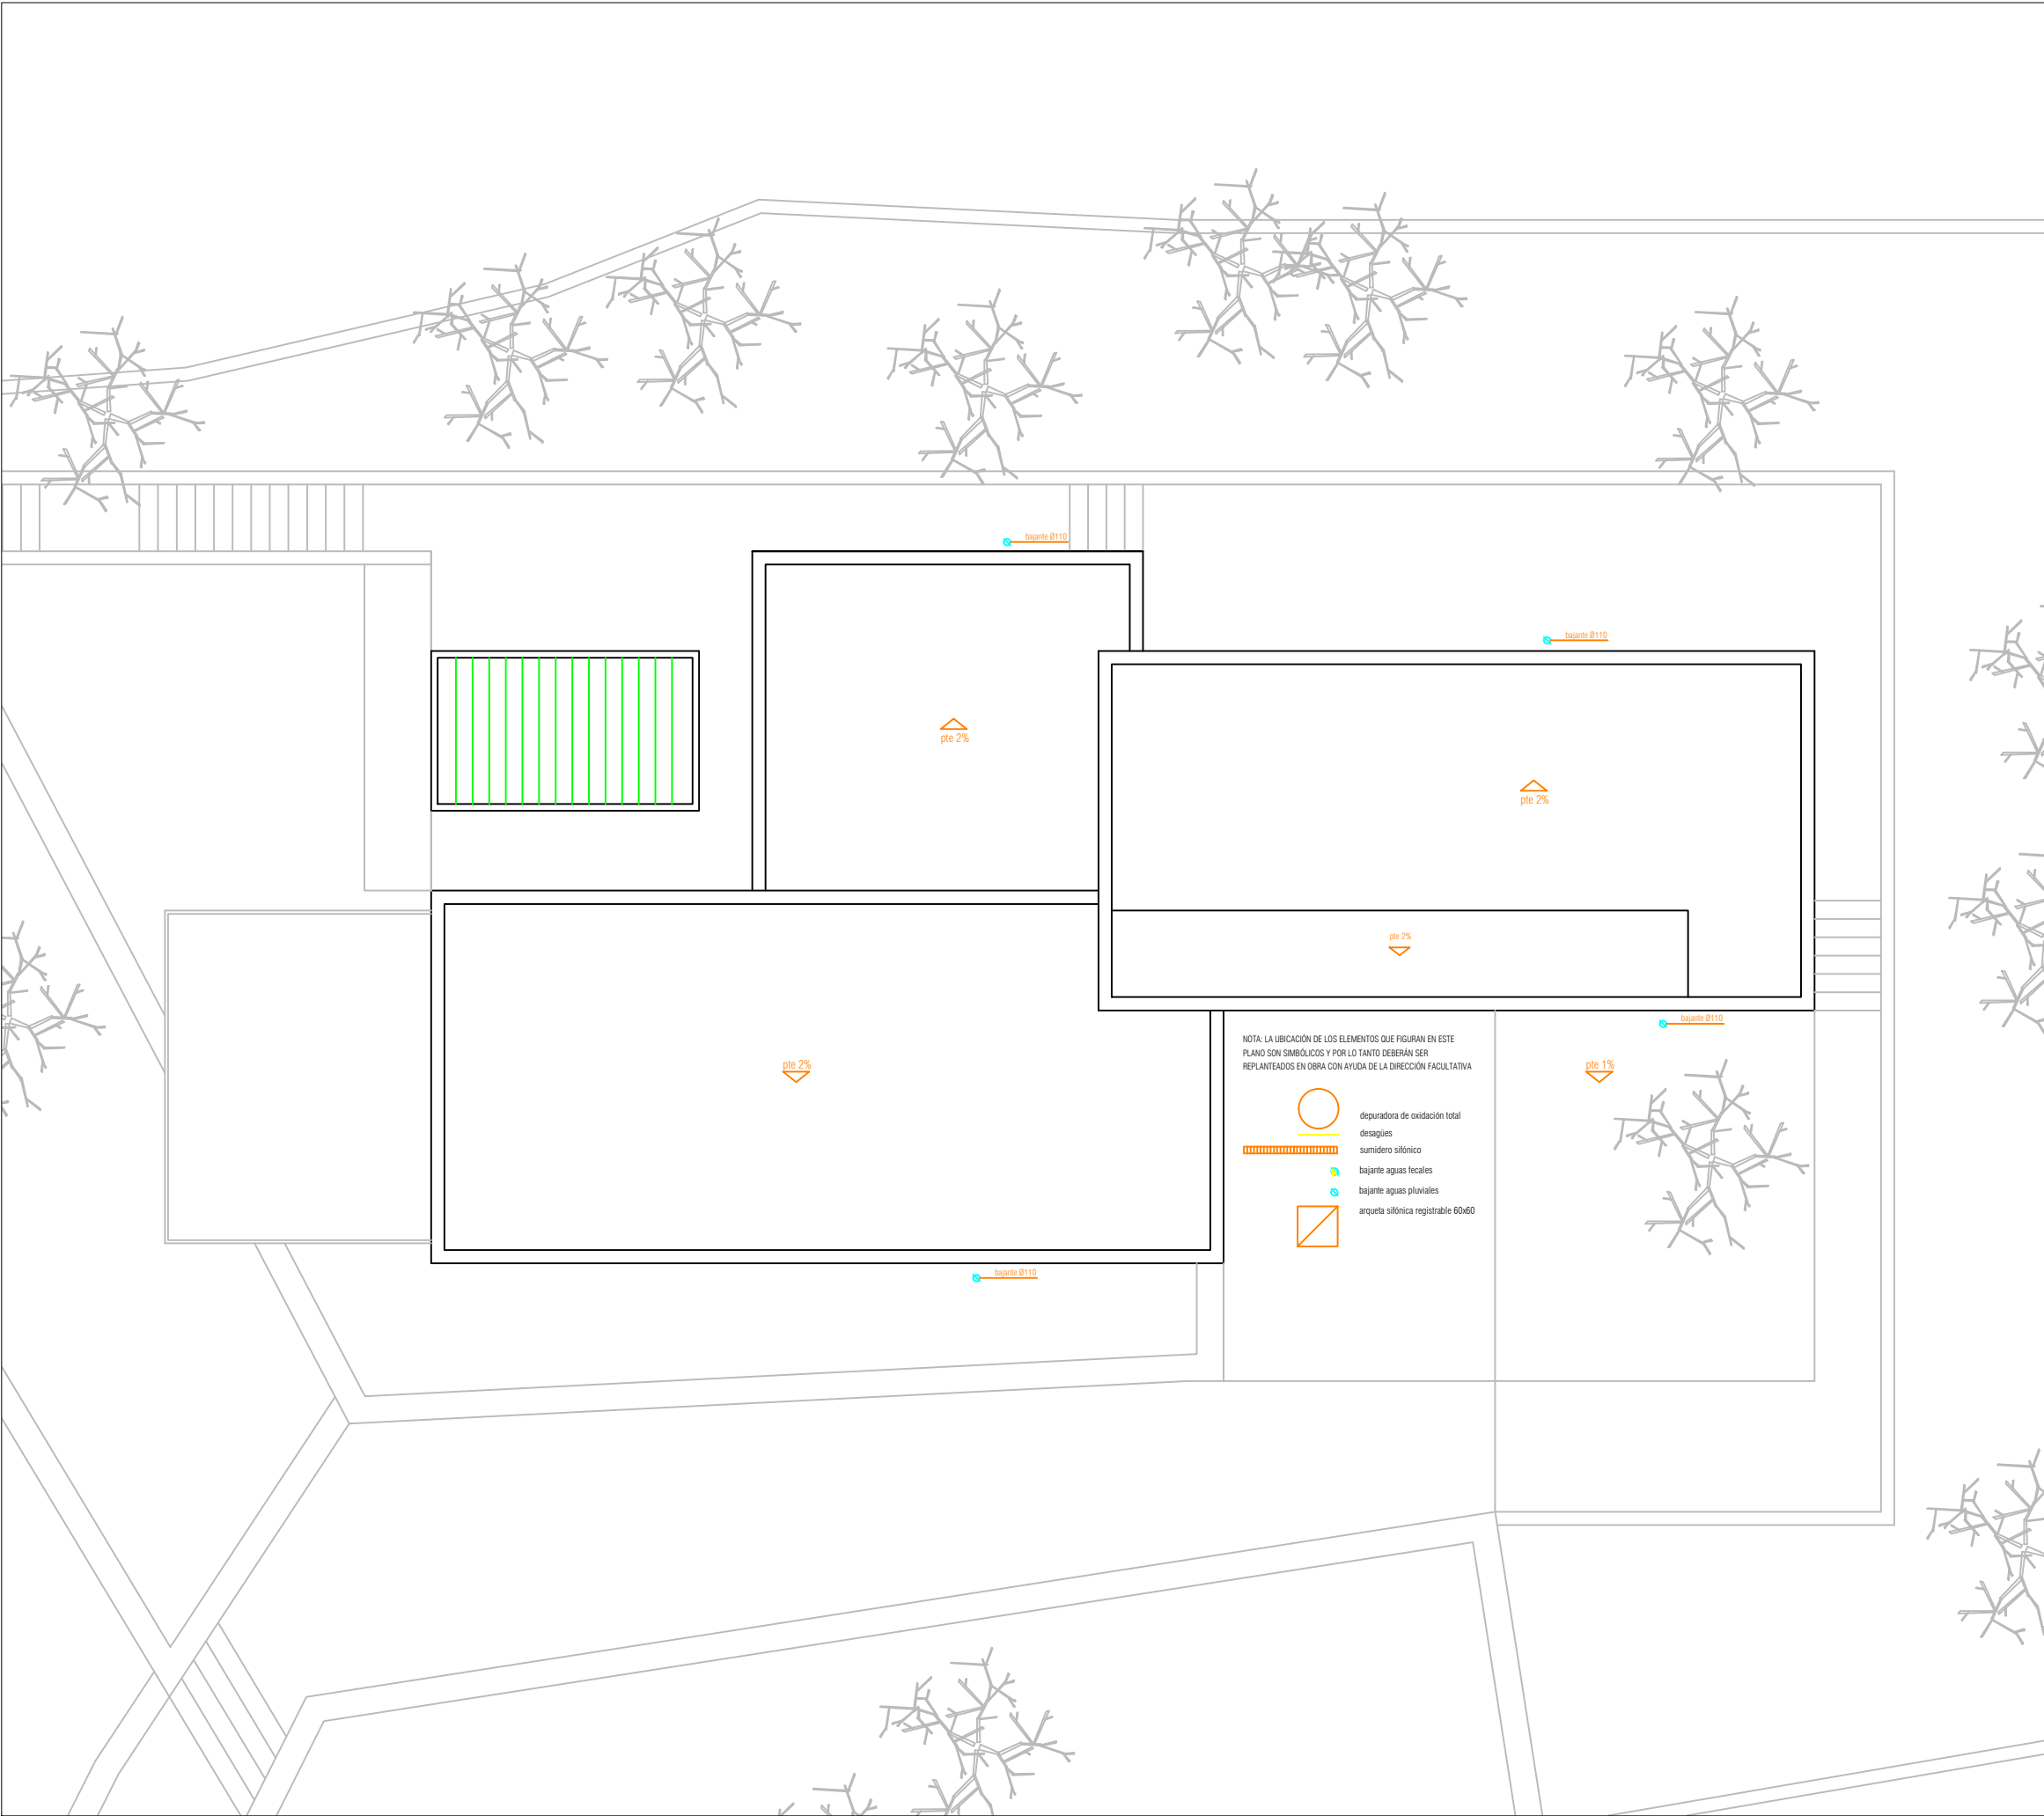 bajante Ø110
bajante Ø110
pte 2%
pte 2%
pte 2%
bajante Ø110
NOTA: LA UBICACIÓN DE LOS ELEMENTOS QUE FIGURAN EN ESTE
PLANO SON SIMBÓLICOS Y POR LO TANTO DEBERÁN SER
REPLANTEADOS EN OBRA CON AYUDA DE LA DIRECCIÓN FACULTATIVA
pte 2%
pte 1%
depuradora de oxidación total
desagües
sumidero sifónico
bajante aguas fecales
bajante aguas pluviales
arqueta sifónica registrable 60x60
bajante Ø110